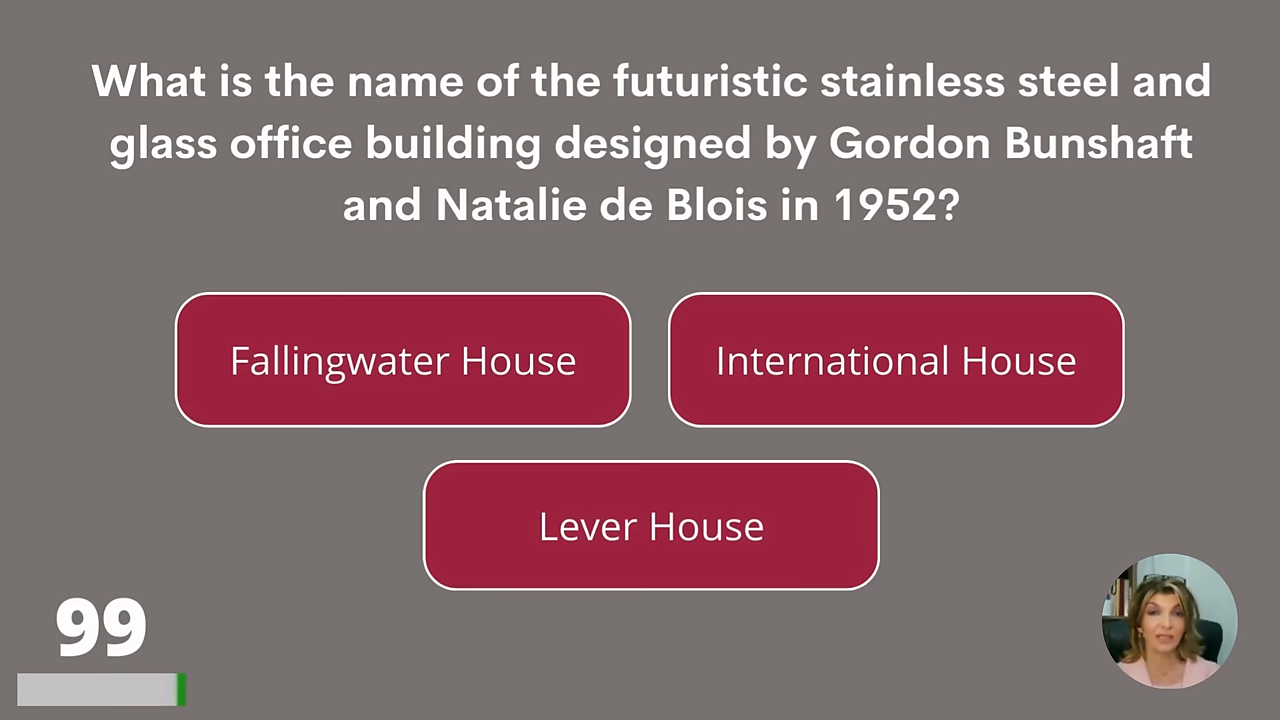 What is the name of the futuristic stainless steel and
glass office building designed by Gordon Bunshaft
and Natalie de Blois in 1952?
Fallingwater House
International House
Lever House
99